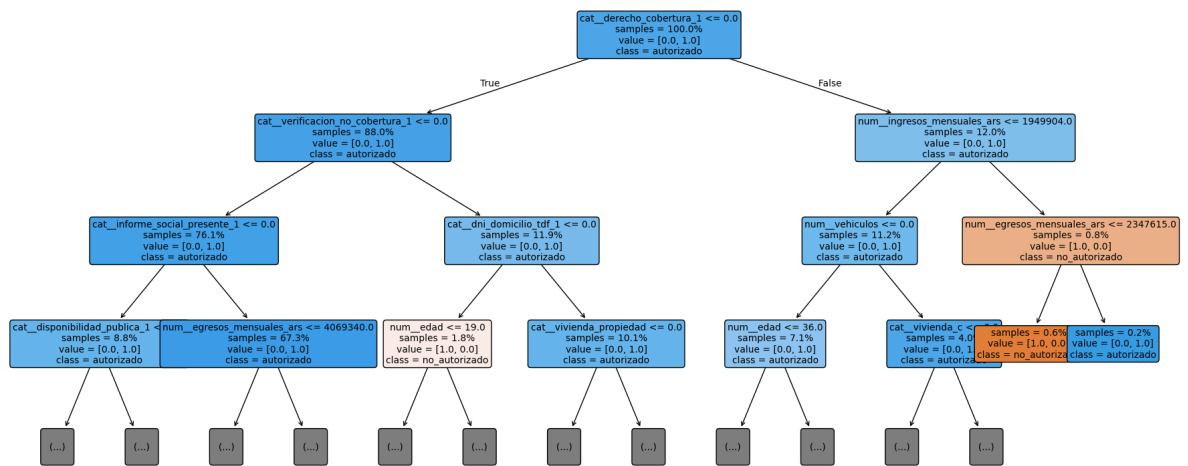 cat__derecho_cobertura_1 <= 0.0
samples = 100.0%
value = [0.0, 1.0]
class = autorizado
True
False
cat__verificacion_no_cobertura_1 <= 0.0
samples = 88.0%
value = [0.0, 1.0]
class = autorizado
num__ingresos_mensuales_ars <= 1949904.0
samples = 12.0%
value = [0.0, 1.0]
class = autorizado
cat__informe_social_presente_1 <= 0.0
samples = 76.1%
value = [0.0, 1.0]
class = autorizado
cat__dni_domicilio_tdf_1 <= 0.0
samples = 11.9%
value = [0.0, 1.0]
class = autorizado
num__vehiculos <= 0.0
samples = 11.2%
value = [0.0, 1.0]
class = autorizado
num__egresos_mensuales_ars <= 2347615.0
samples = 0.8%
value = [1.0, 0.0]
class = no_autorizado
cat__disponibilidad_publica_1 <
samples = 8.8%
value = [0.0, 1.0]
class = autorizado
num__egresos_mensuales_ars <= 4069340.0
samples = 67.3%
value = [0.0, 1.0]
class = autorizado
num__edad <= 19.0
samples = 1.8%
value = [1.0, 0.0]
class = no_autorizado
cat__vivienda_propiedad <= 0.0
samples = 10.1%
value = [0.0, 1.0]
class = autorizado
num__edad <= 36.0
samples = 7.1%
value = [0.0, 1.0]
class = autorizado
cat__vivienda_c <
samples = 4.0
value = [0.0, 1
class = autoriza
samples = 0.6%
value = [1.0, 0.0
class = no_autoriza
samples = 0.2%
value = [0.0, 1.0]
class = autorizado
(...)
(...)
(...)
(...)
(...)
(...)
(...)
(...)
(...)
(...)
(...)
(...)